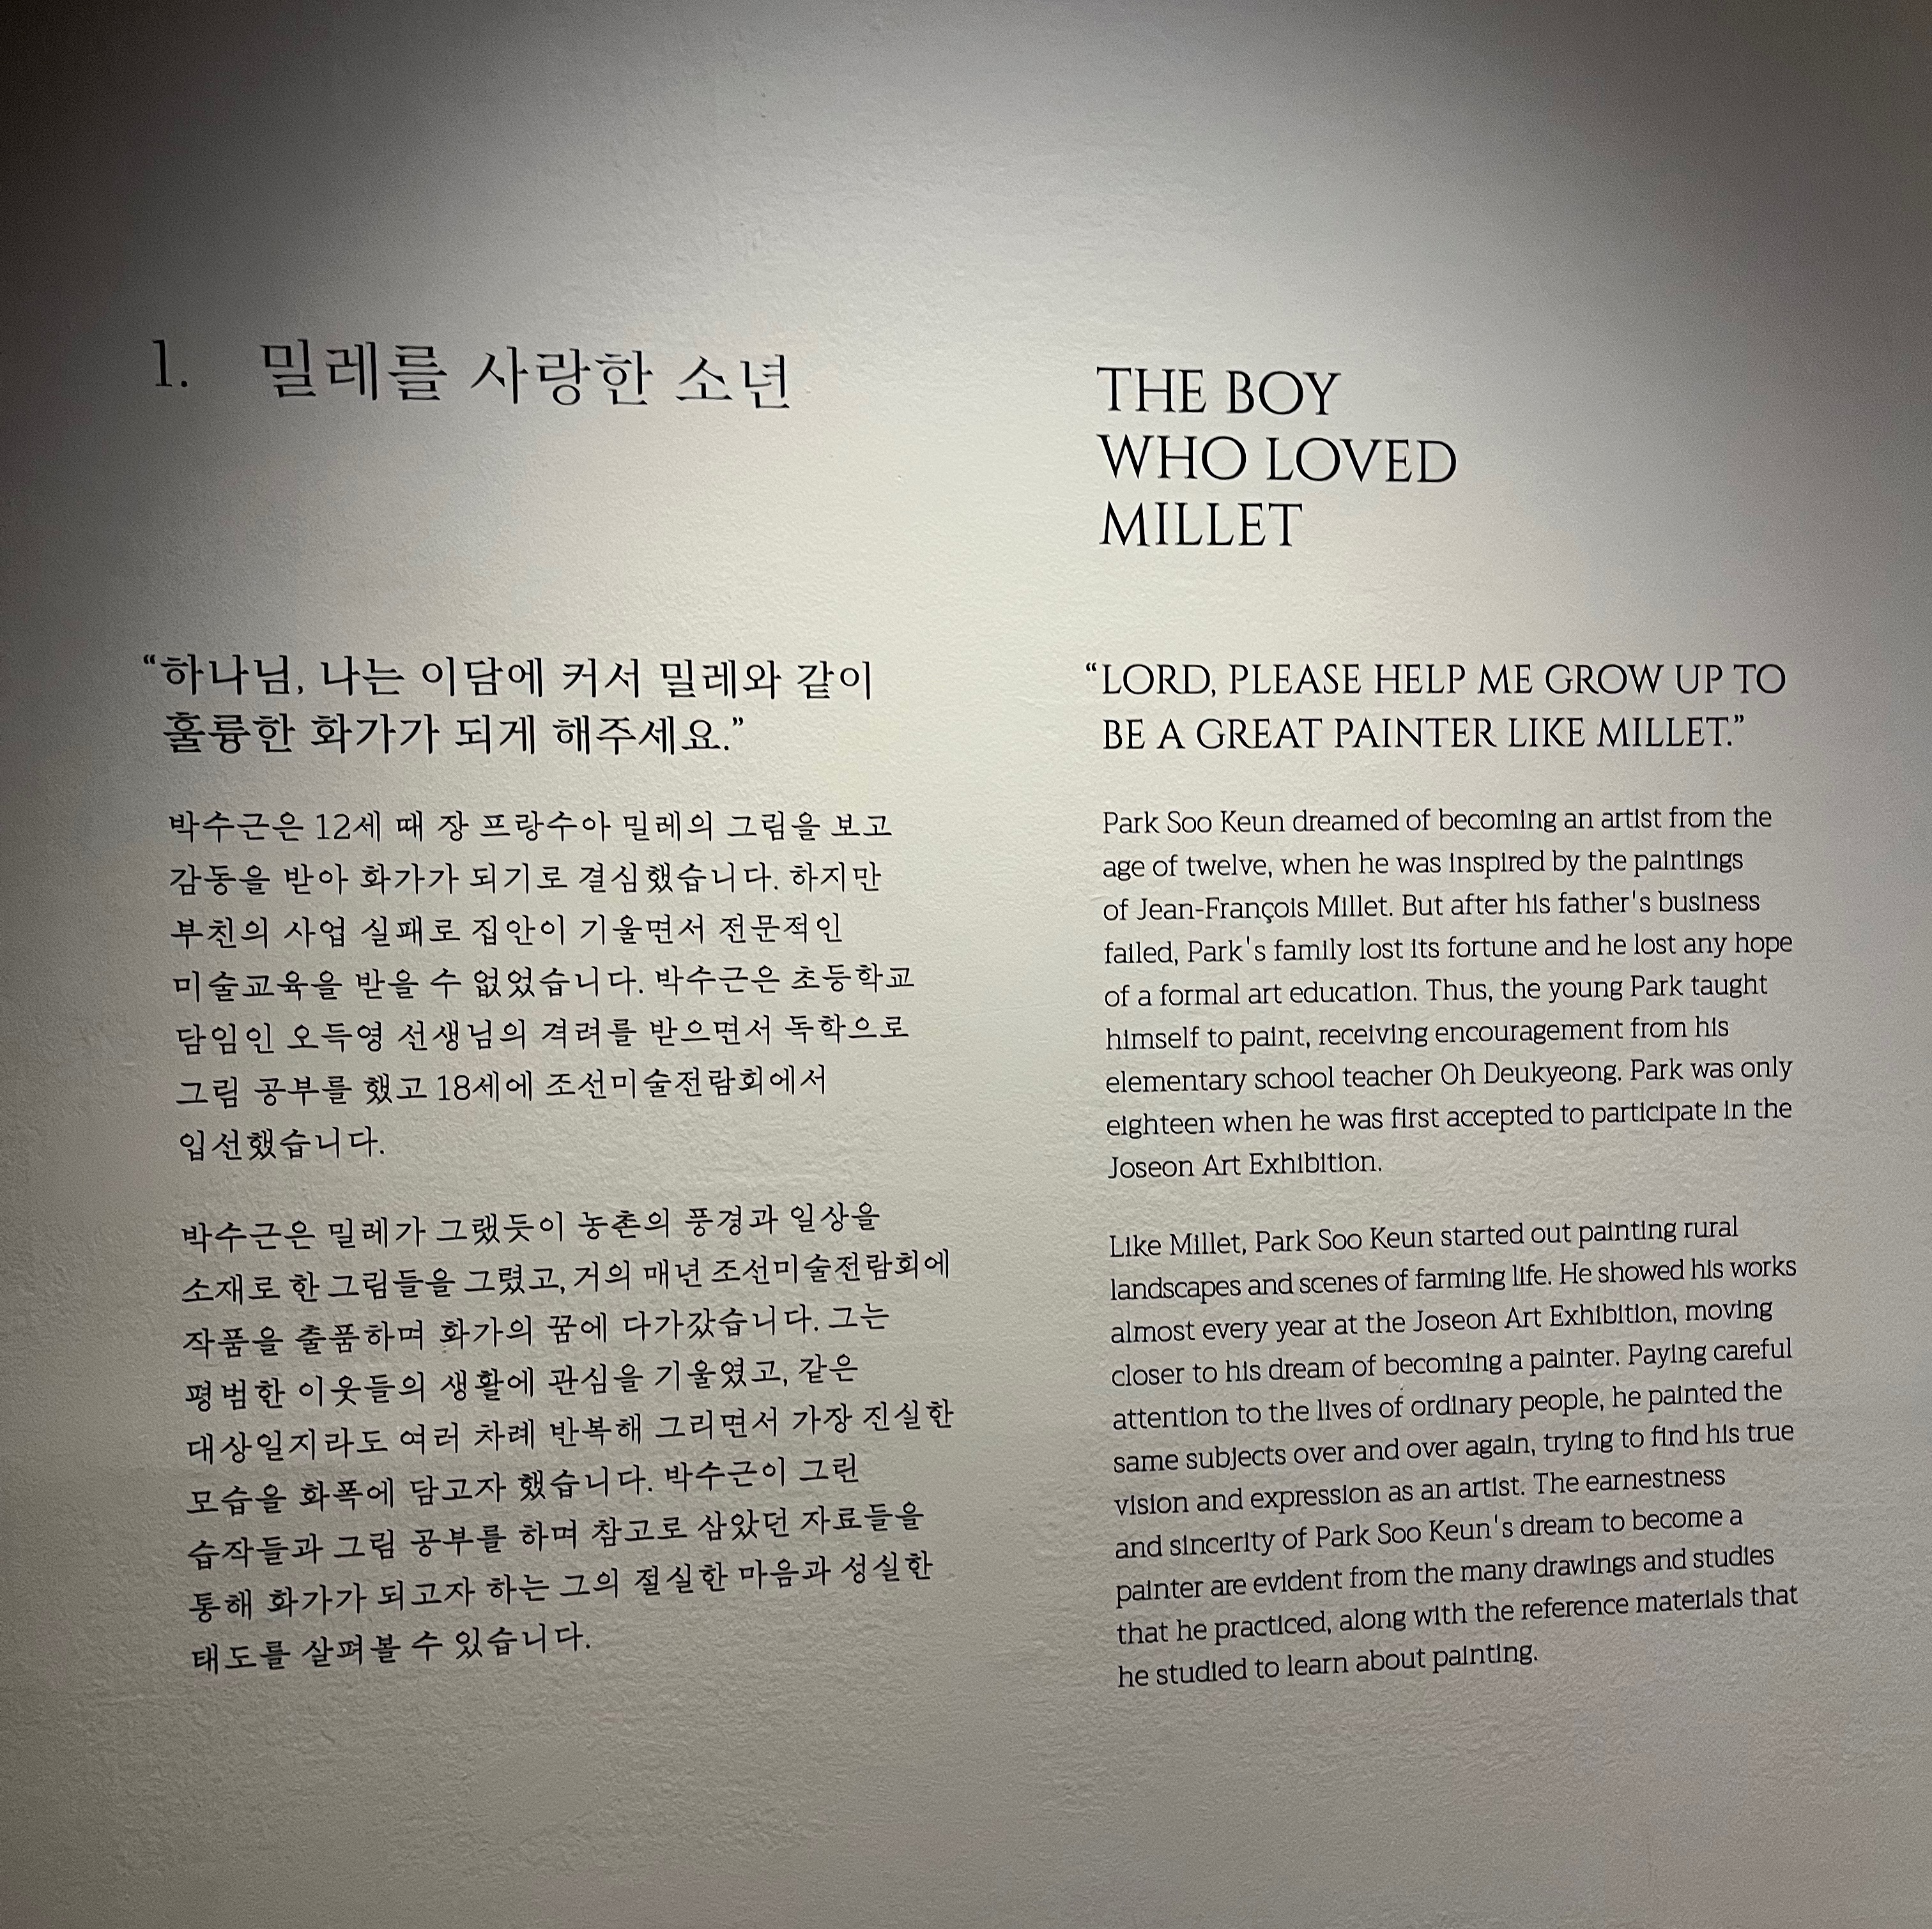 1. 밀레를 사랑한 소년
“하나님, 나는 이담에 커서 밀레와 같이
훌륭한 화가가 되게 해주세요.”
박수근은 12세 때 장 프랑수아 밀레의 그림을 보고
감동을 받아 화가가 되기로 결심했습니다. 하지만
부친의 사업 실패로 집안이 기울면서 전문적인
미술교육을 받을 수 없었습니다. 박수근은 초등학교
담임인 오득영 선생님의 격려를 받으면서 독학으로
그림 공부를 했고 18세에 조선미술전람회에서
입선했습니다.
박수근은 밀레가 그랬듯이 농촌의 풍경과 일상을
소재로 한 그림들을 그렸고, 거의 매년 조선미술전람회에
작품을 출품하며 화가의 꿈에 다가갔습니다. 그는
평범한 이웃들의 생활에 관심을 기울였고, 같은
대상일지라도 여러 차례 반복해 그리면서 가장 진실한
모습을 화폭에 담고자 했습니다. 박수근이 그린
습작들과 그림 공부를 하며 참고로 삼았던 자료들을
통해 화가가 되고자 하는 그의 절실한 마음과 성실한
태도를 살펴볼 수 있습니다.
THE BOY
WHO LOVED
MILLET
“LORD, PLEASE HELP ME GROW UP TO
BE A GREAT PAINTER LIKE MILLET.”
Park Soo Keun dreamed of becoming an artist from the
age of twelve, when he was inspired by the paintings
of Jean-François Millet. But after his father's business
failed, Park's family lost its fortune and he lost any hope
of a formal art education. Thus, the young Park taught
himself to paint, receiving encouragement from his
elementary school teacher Oh Deukyeong. Park was only
eighteen when he was first accepted to participate in the
Joseon Art Exhibition.
Like Millet, Park Soo Keun started out painting rural
landscapes and scenes of farming life. He showed his works
almost every year at the Joseon Art Exhibition, moving
closer to his dream of becoming a painter. Paying careful
attention to the lives of ordinary people, he painted the
same subjects over and over again, trying to find his true
vision and expression as an artist. The earnestness
and sincerity of Park Soo Keun's dream to become a
painter are evident from the many drawings and studies
that he practiced, along with the reference materials that
he studied to learn about painting.